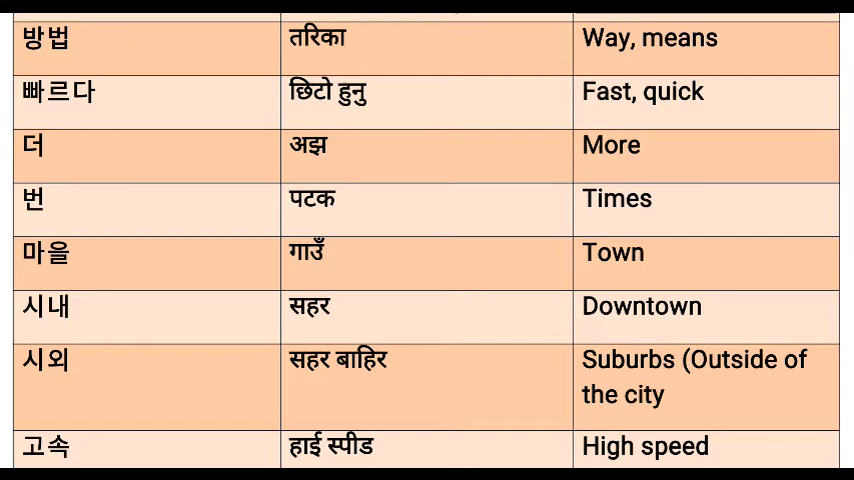 방법 तरिका Way, means
빠르다 छिटो हुनु Fast, quick
더 अझ More
번 पटक Times
마을 गाउँ Town
시내 सहर Downtown
시외 सहर बाहिर Suburbs (Outside of
the city
고속 हाई स्पीड High speed